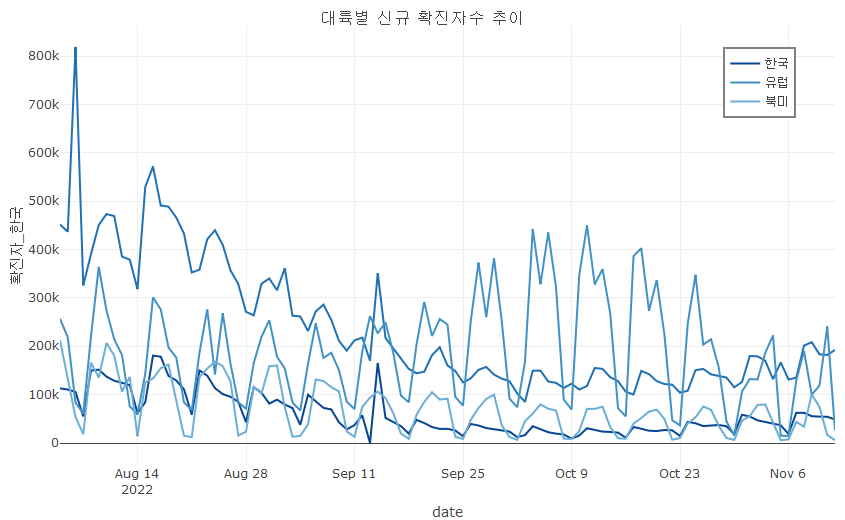 대륙별 신규 확진자수 추이
800k
700k
600k
500k
400k
300k
200k
100k
0
확진자_한국
한국
유럽
북미
Aug 14
2022
Aug 28
Sep 11
Sep 25
Oct 9
Oct 23
Nov 6
date